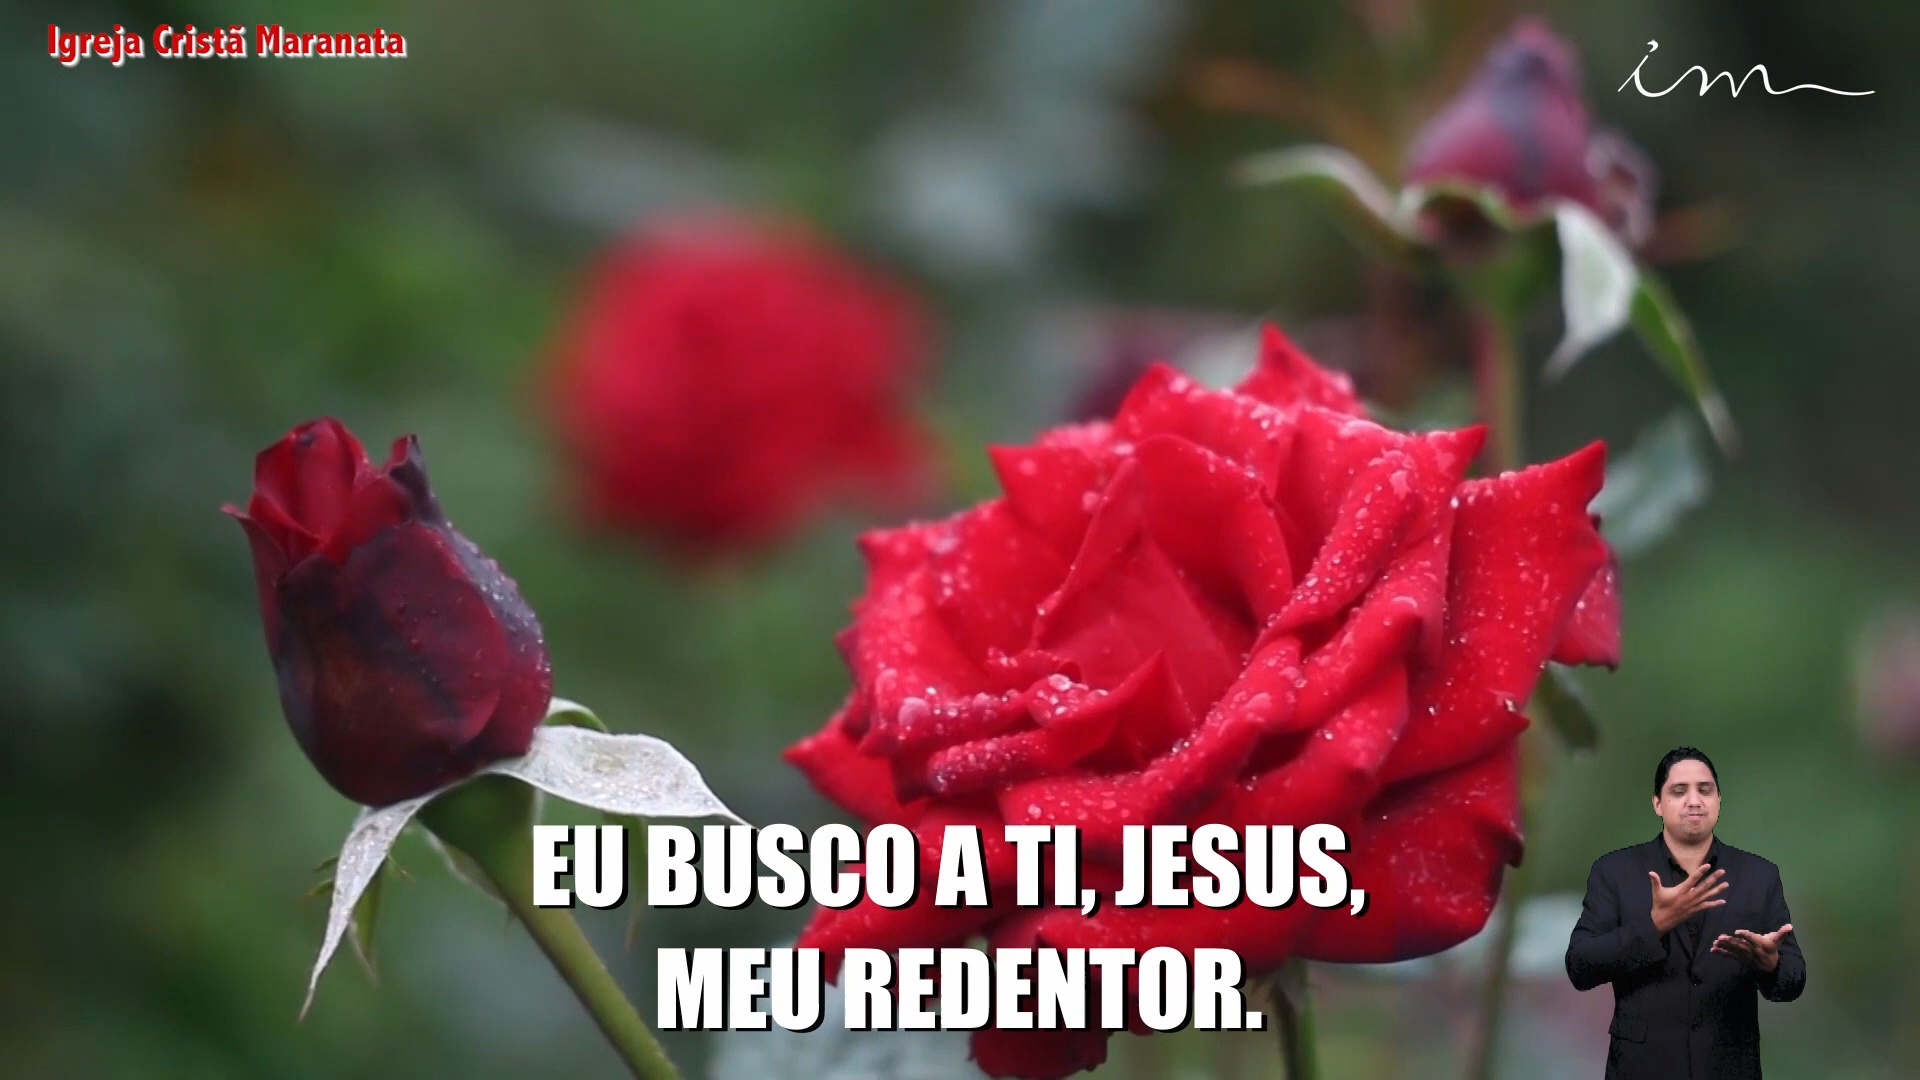 Igreja Cristã Maranata
im
EU BUSCO A TI, JESUS,
MEU REDENTOR.